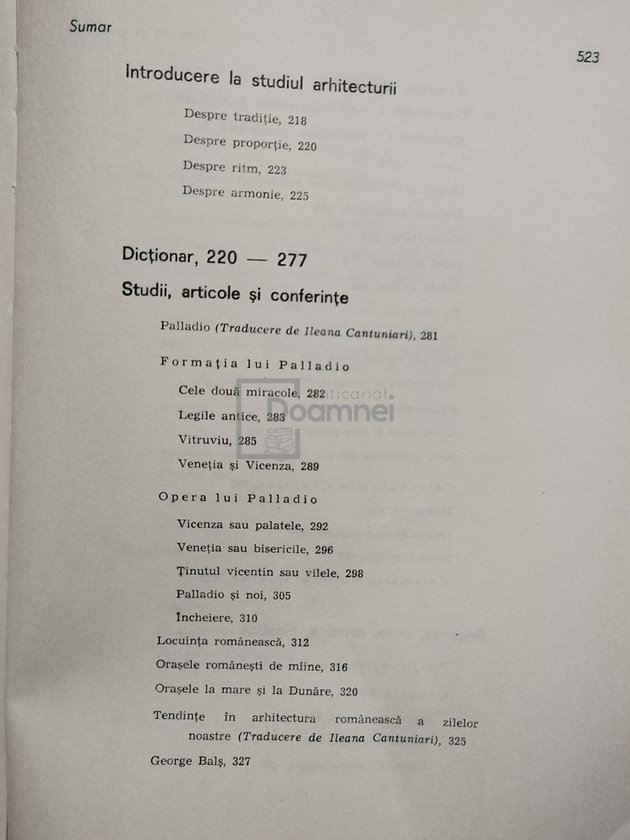 Sumar
523
Introducere la studiul arhitecturii
Despre tradiție, 218
Despre proporție, 220
Despre ritm, 223
Despre armonie, 225
Dicționar, 220 — 277
Studii, articole și conferințe
Palladio (Traducere de Ileana Cantuniari), 281
Formația lui Palladio
Cele două miracole, 282
Legile antice, 283
Vitruviu, 285
Veneția și Vicenza, 289
anticariat
Doamnei
Opera lui Palladio
Vicenza sau palatele, 292
Veneția sau bisericile, 296
Ținutul vicentin sau vilele, 298
Palladio și noi, 305
Încheiere, 310
Locuința românească, 312
Orașele românești de mîine, 316
Orașele la mare și la Dunăre, 320
Tendințe în arhitectura românească a zilelor
noastre (Traducere de Ileana Cantuniari), 325
George Balș, 327